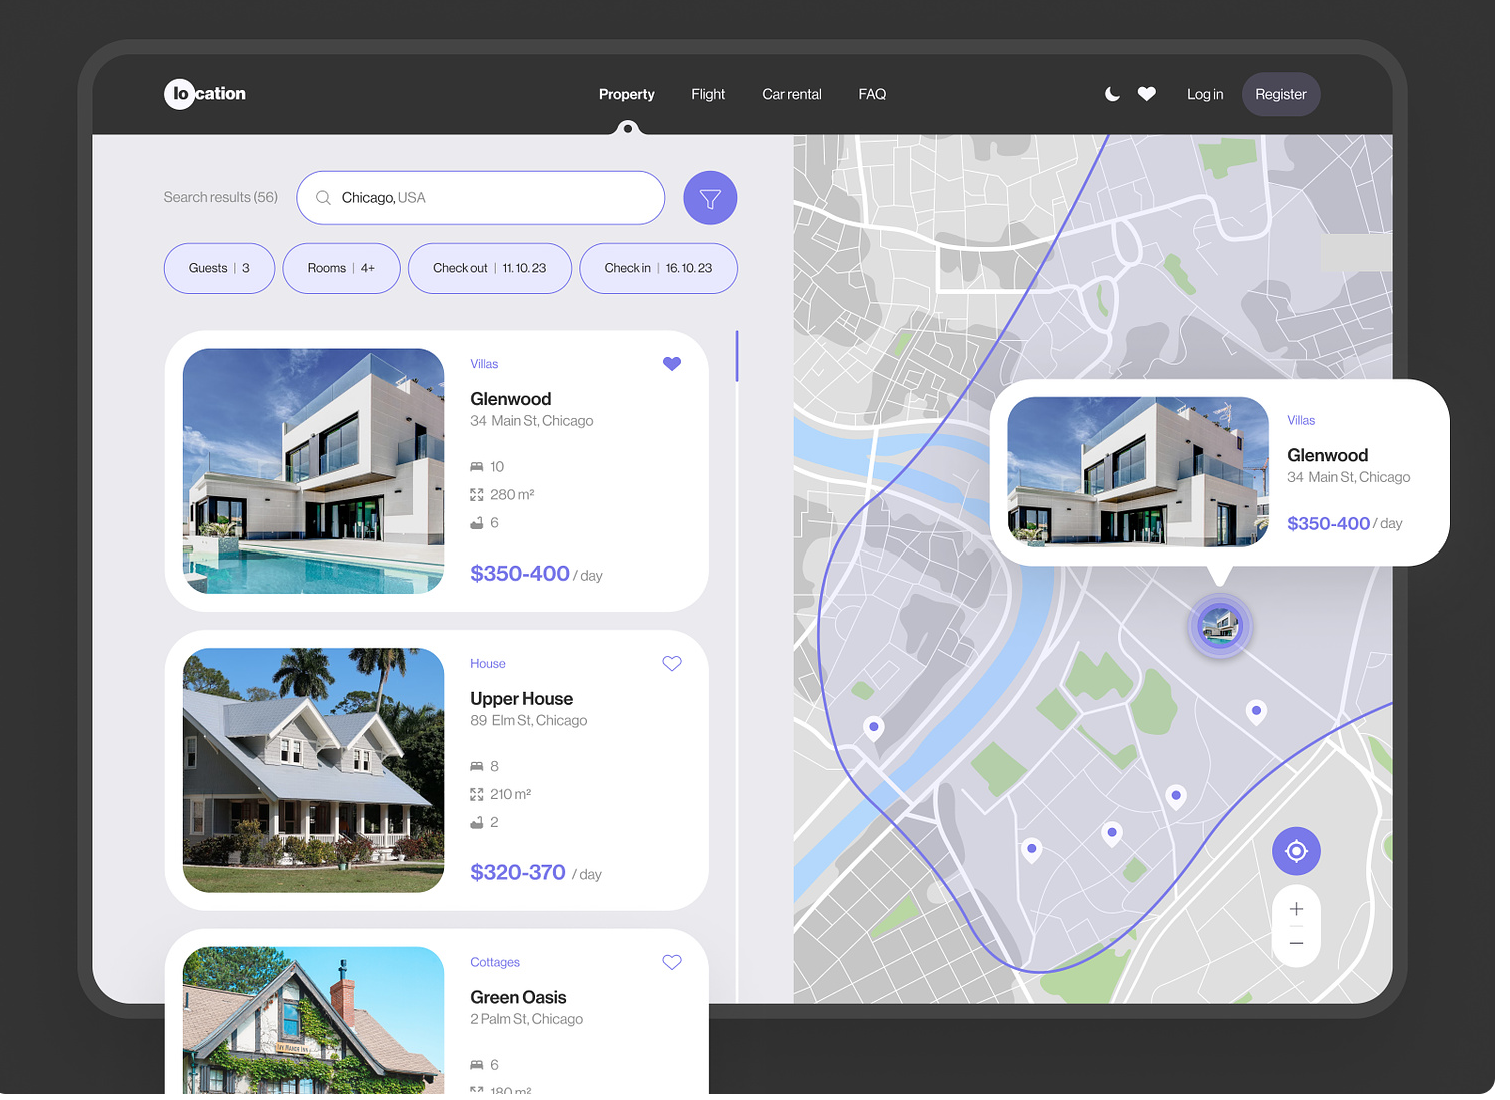 location
Property
Flight
Car rental
FAQ
Log in
Register
Search results (56)
Chicago, USA
Guests | 3
Rooms | 4+
Check out | 11.10.23
Check in | 16.10.23
Villas
Glenwood
34 Main St, Chicago
10
280 m²
6
$350-400 / day
House
Upper House
89 Elm St, Chicago
8
210 m²
2
$320-370 / day
Cottages
Green Oasis
2 Palm St, Chicago
6
180 m²
Villas
Glenwood
34 Main St, Chicago
$350-400 / day